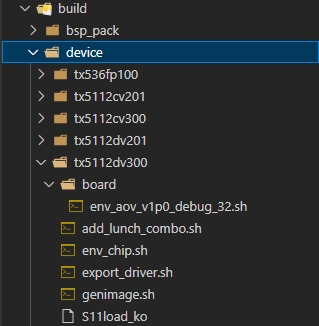 build
bsp_pack
device
tx536fp100
tx5112cv201
tx5112cv300
tx5112dv201
tx5112dv300
board
env_aov_v1p0_debug_32.sh
add_lunch_combo.sh
env_chip.sh
export_driver.sh
genimage.sh
S11load_ko